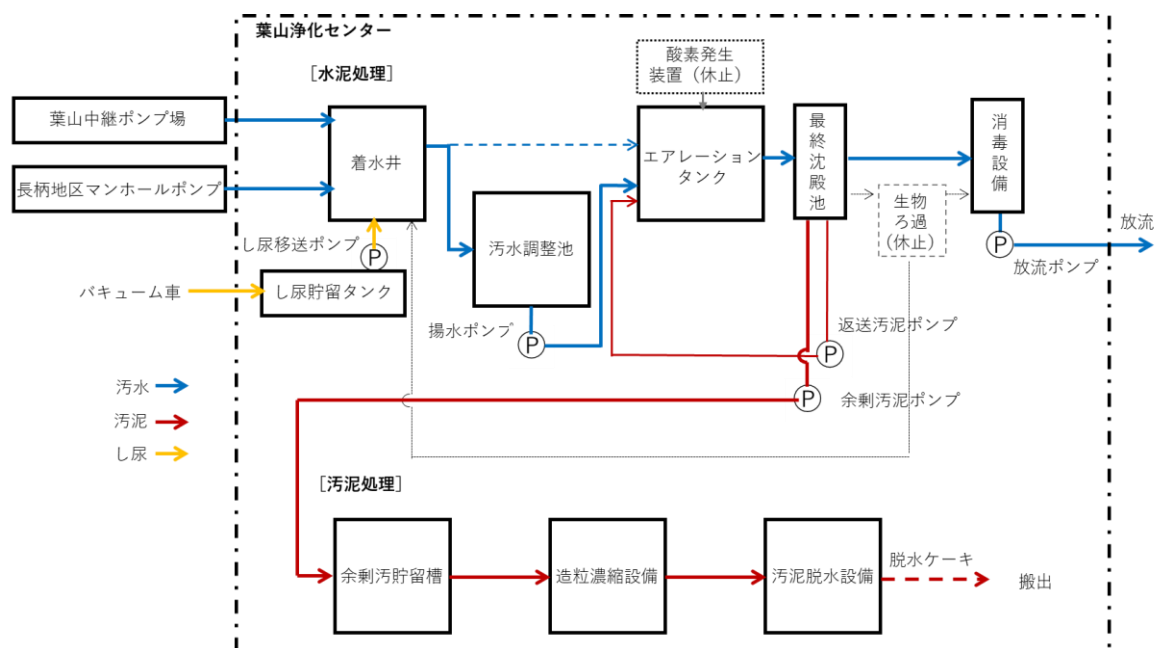 葉山浄化センター
[水泥処理]
酸素発生
装置（休止）
葉山中継ポンプ場
長柄地区マンホールポンプ
着水井
エアレーション
タンク
最
終
沈
殿
池
消
毒
設
備
生物
ろ過
（休止）
放流
P
放流ポンプ
し尿移送ポンプ
P
汚水調整池
バキューム車
し尿貯留タンク
揚水ポンプ
P
返送汚泥ポンプ
P
汚水
汚泥
し尿
P
余剰汚泥ポンプ
[汚泥処理]
余剰汚貯留槽
造粒濃縮設備
汚泥脱水設備
脱水ケーキ
搬出